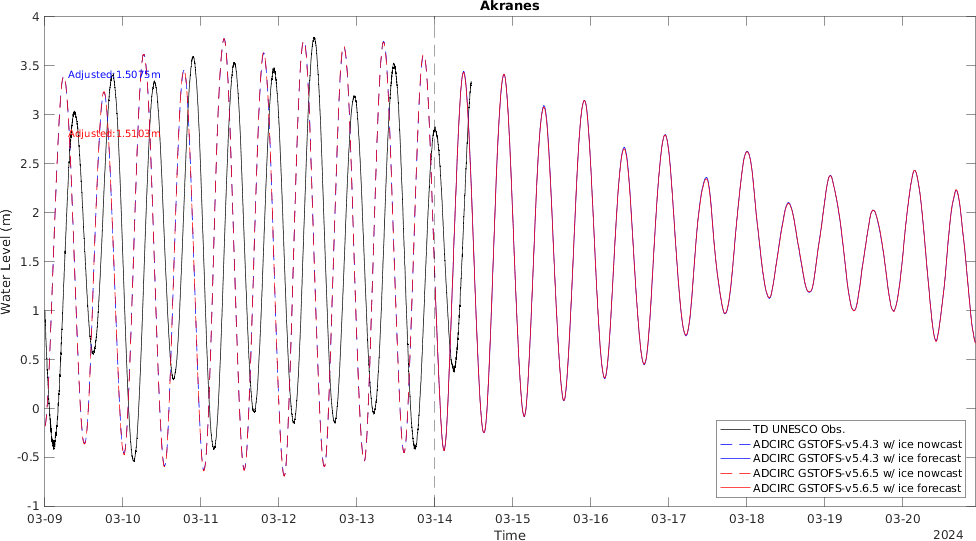 Akranes
4
3.5
3
2.5
2
1.5
1
0.5
0
-0.5
-1
Water Level (m)
Adjusted:1.5075m
Adjusted:1.5103m
TD UNESCO Obs.
ADCIRC GSTOFS-v5.4.3 w/ ice nowcast
ADCIRC GSTOFS-v5.4.3 w/ ice forecast
ADCIRC GSTOFS-v5.6.5 w/ ice nowcast
ADCIRC GSTOFS-v5.6.5 w/ ice forecast
03-09 03-10 03-11 03-12 03-13 03-14 03-15 03-16 03-17 03-18 03-19 03-20
Time
2024